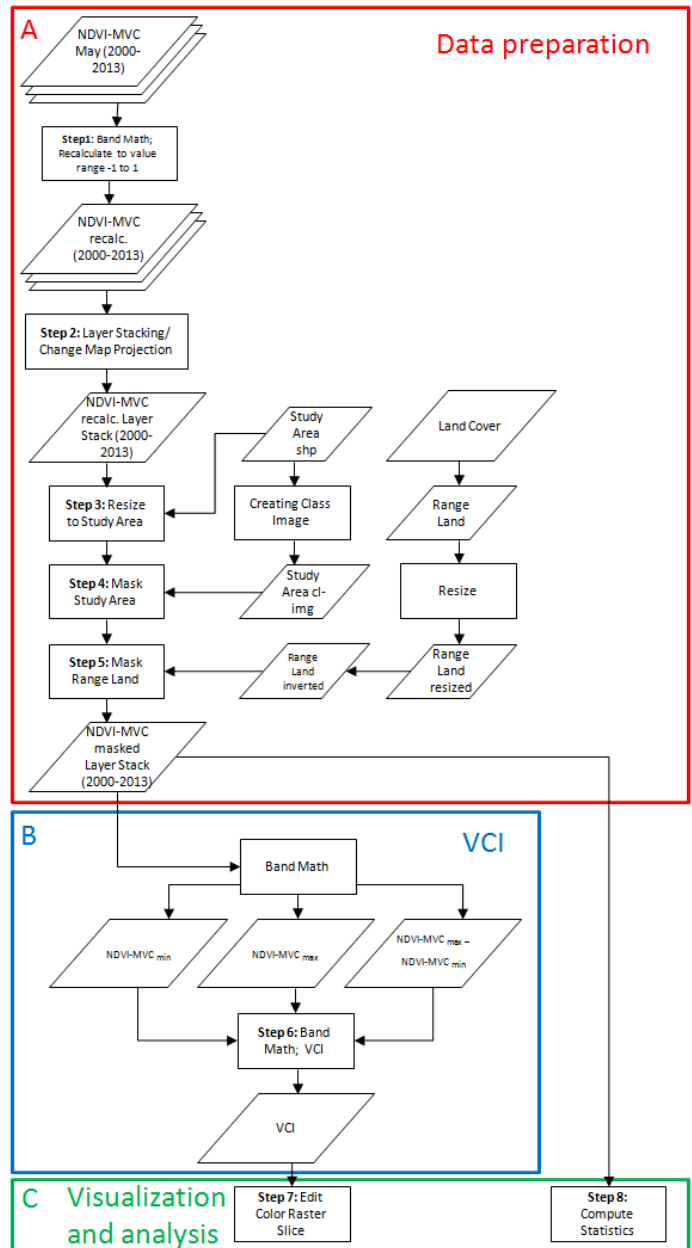 A
Data preparation
NDVI-MVC
May (2000-
2013)
Step1: Band Math;
Recalculate to value
range -1 to 1
NDVI-MVC
recalc.
(2000-2013)
Step 2: Layer Stacking/
Change Map Projection
NDVI-MVC
recalc. Layer
Stack (2000-
2013)
Study
Area
shp
Land Cover
Step 3: Resize
to Study Area
Creating Class
Image
Range
Land
Step 4: Mask
Study Area
Study
Area cl-
img
Resize
Step 5: Mask
Range Land
Range
Land
inverted
Range
Land
resized
NDVI-MVC
masked
Layer Stack
(2000-2013)
B
VCI
Band Math
NDVI-MVC min
NDVI-MVC max
NDVI-MVC max –
NDVI-MVC min
Step 6: Band
Math; VCI
VCI
C
Visualization
and analysis
Step 7: Edit
Color Raster
Slice
Step 8:
Compute
Statistics